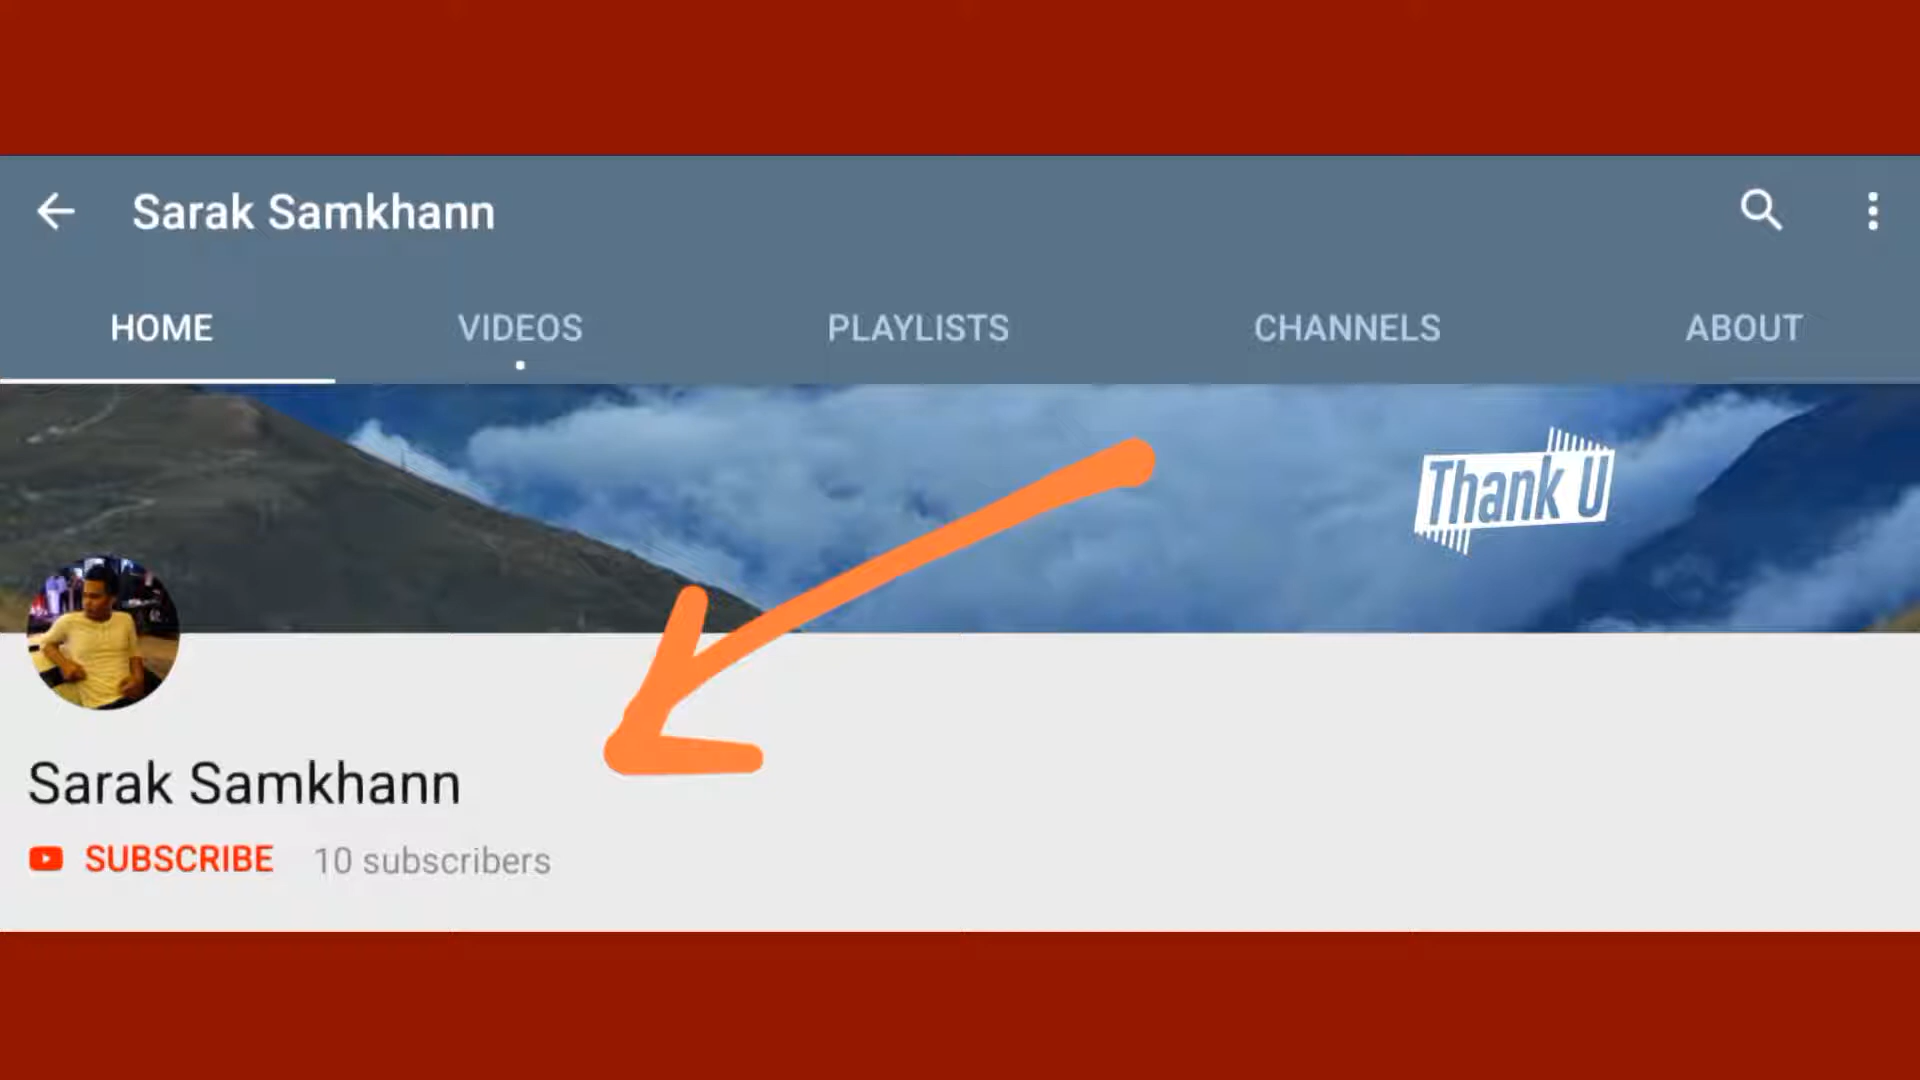 Sarak Samkhann
HOME VIDEOS PLAYLISTS CHANNELS ABOUT
Thank U
Sarak Samkhann
SUBSCRIBE 10 subscribers